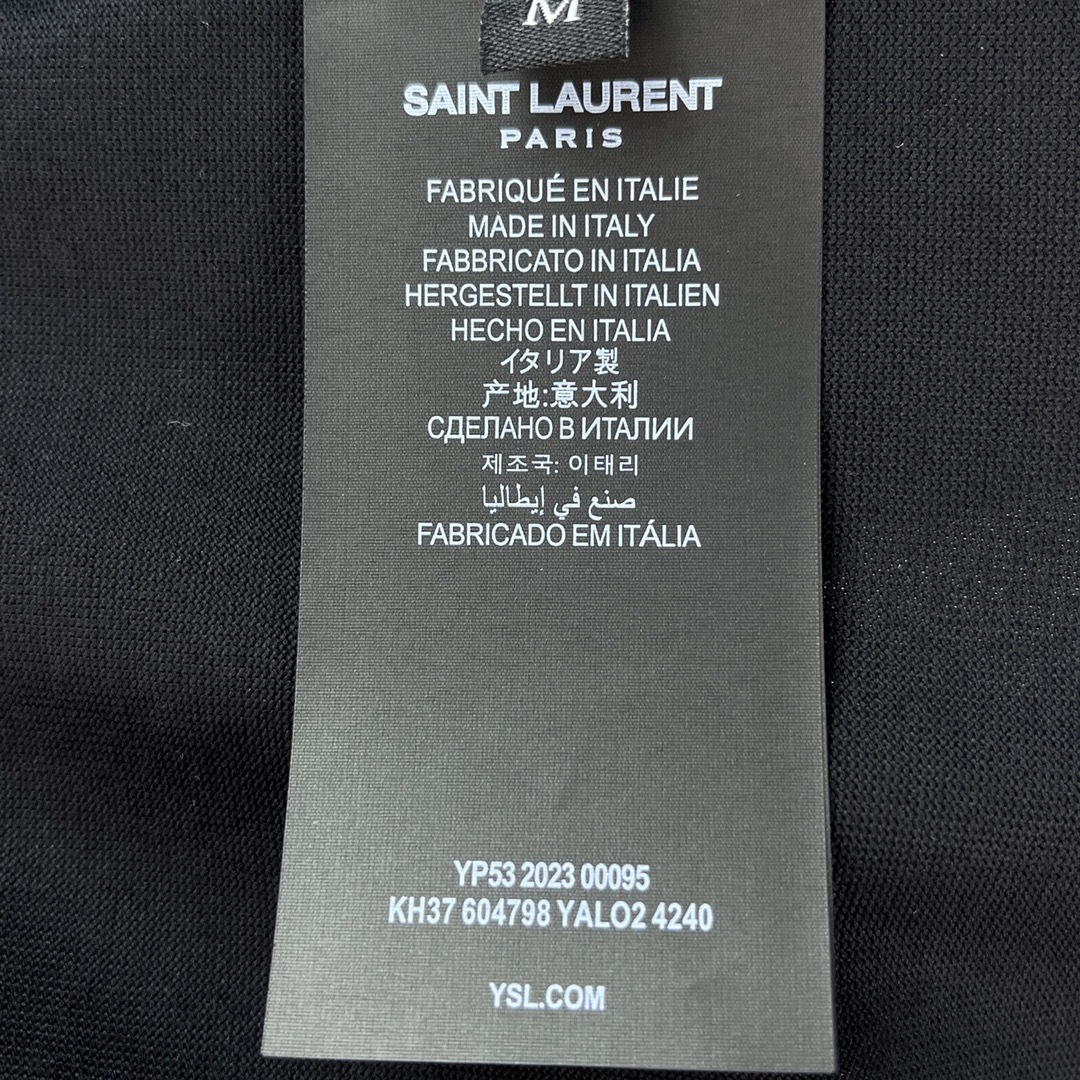 M
SAINT LAURENT
PARIS
FABRIQUÉ EN ITALIE
MADE IN ITALY
FABBRICATO IN ITALIA
HERGESTELLT IN ITALIEN
HECHO EN ITALIA
イタリア製
产地:意大利
СДЕЛАНО В ИТАЛИИ
제조국: 이태리
صنع في إيطاليا
FABRICADO EM ITÁLIA
YP53 2023 00095
KH37 604798 YALO2 4240
YSL.COM